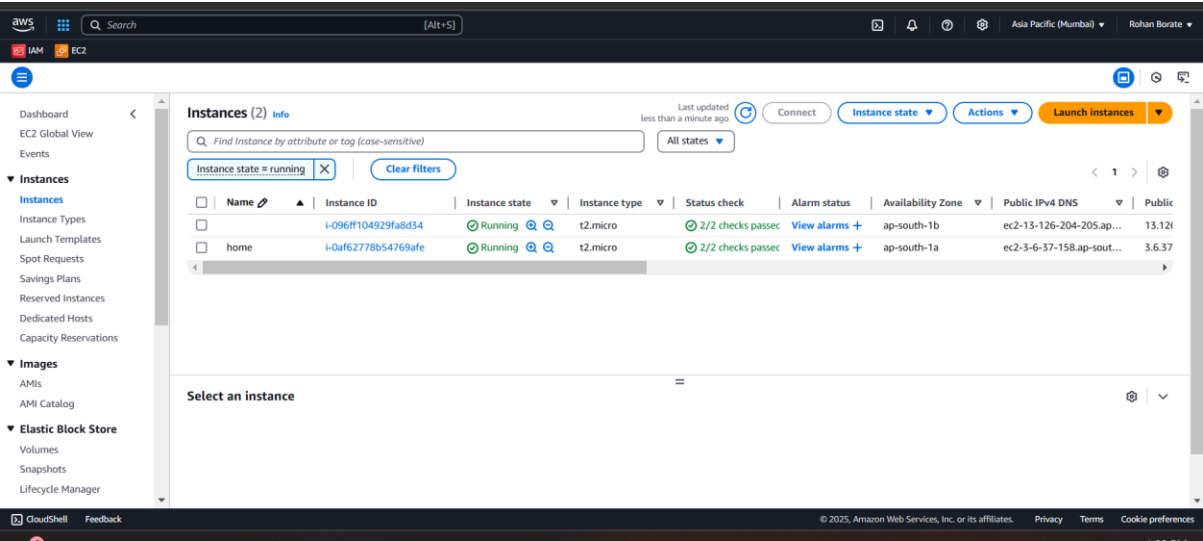 aws Search [Alt+S] Asia Pacific (Mumbai) Rohan Borate
IAM EC2
Dashboard
EC2 Global View
Events
Instances
Instances
Instance Types
Launch Templates
Spot Requests
Savings Plans
Reserved Instances
Dedicated Hosts
Capacity Reservations
Images
AMIs
AMI Catalog
Elastic Block Store
Volumes
Snapshots
Lifecycle Manager
Instances (2) Info
Last updated
less than a minute ago
Connect Instance state Actions Launch instances
Find Instance by attribute or tag (case-sensitive) All states
Instance state = running Clear filters
1
Name Instance ID Instance state Instance type Status check Alarm status Availability Zone Public IPv4 DNS Public
i-096ff104929fa8d34 Running t2.micro 2/2 checks passec View alarms + ap-south-1b ec2-13-126-204-205.ap... 13.126
home i-0af62778b54769afe Running t2.micro 2/2 checks passec View alarms + ap-south-1a ec2-3-6-37-158.ap-sout... 3.6.37
Select an instance
CloudShell Feedback © 2025, Amazon Web Services, Inc. or its affiliates. Privacy Terms Cookie preferences